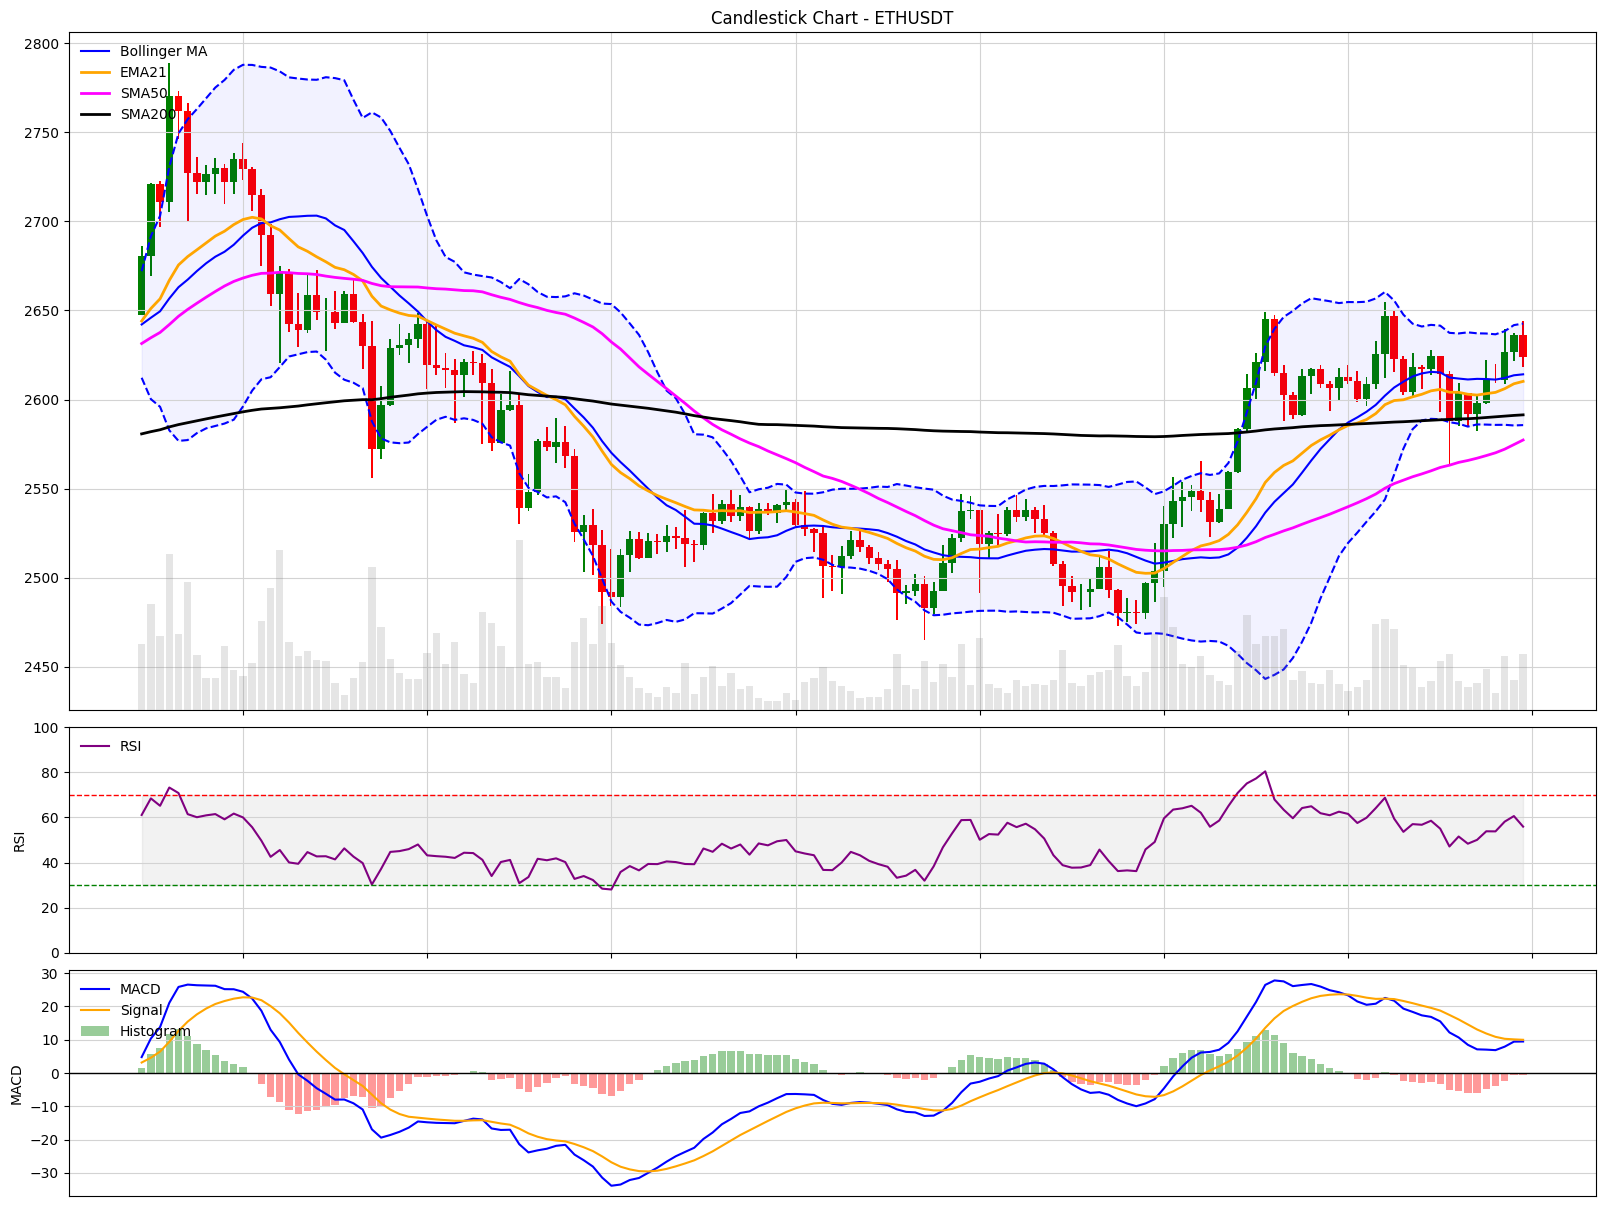 Candlestick Chart - ETHUSDT
2800
2750
2700
2650
2600
2550
2500
2450
Bollinger MA
EMA21
SMA50
SMA200
100
80
60
40
20
0
RSI
RSI
30
20
10
0
−10
−20
−30
MACD
MACD
Signal
Histogram